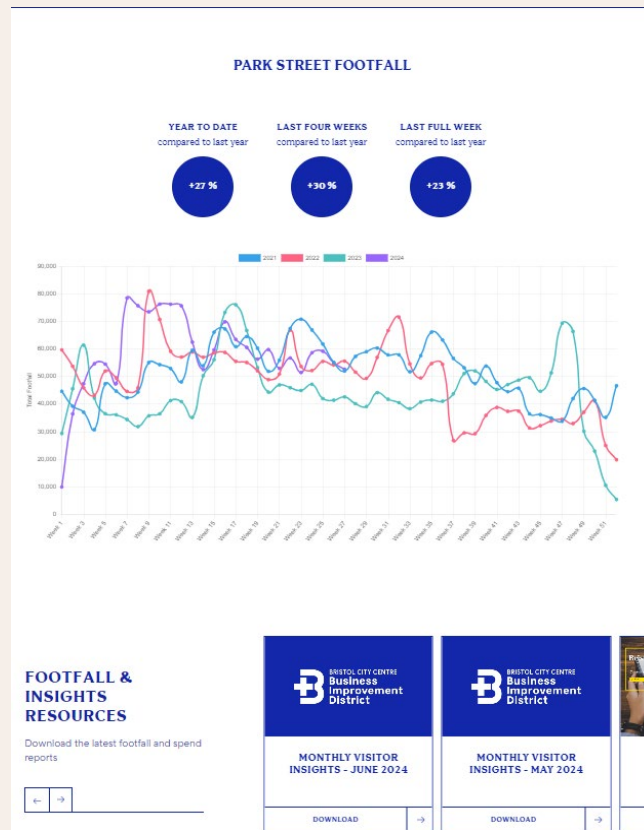 PARK STREET FOOTFALL
YEAR TO DATE
compared to last year
+27 %
LAST FOUR WEEKS
compared to last year
+30 %
LAST FULL WEEK
compared to last year
+23 %
2021 2022 2023 2024
Total Footfall
90,000
80,000
70,000
60,000
50,000
40,000
30,000
20,000
10,000
0
Week 1 Week 3 Week 5 Week 7 Week 9 Week 11 Week 13 Week 15 Week 17 Week 19 Week 21 Week 23 Week 25 Week 27 Week 29 Week 31 Week 33 Week 35 Week 37 Week 39 Week 41 Week 43 Week 45 Week 47 Week 49 Week 51
FOOTFALL &
INSIGHTS
RESOURCES
Download the latest footfall and spend
reports
BRISTOL CITY CENTRE
Business
Improvement
District
MONTHLY VISITOR
INSIGHTS - JUNE 2024
DOWNLOAD
BRISTOL CITY CENTRE
Business
Improvement
District
MONTHLY VISITOR
INSIGHTS - MAY 2024
DOWNLOAD